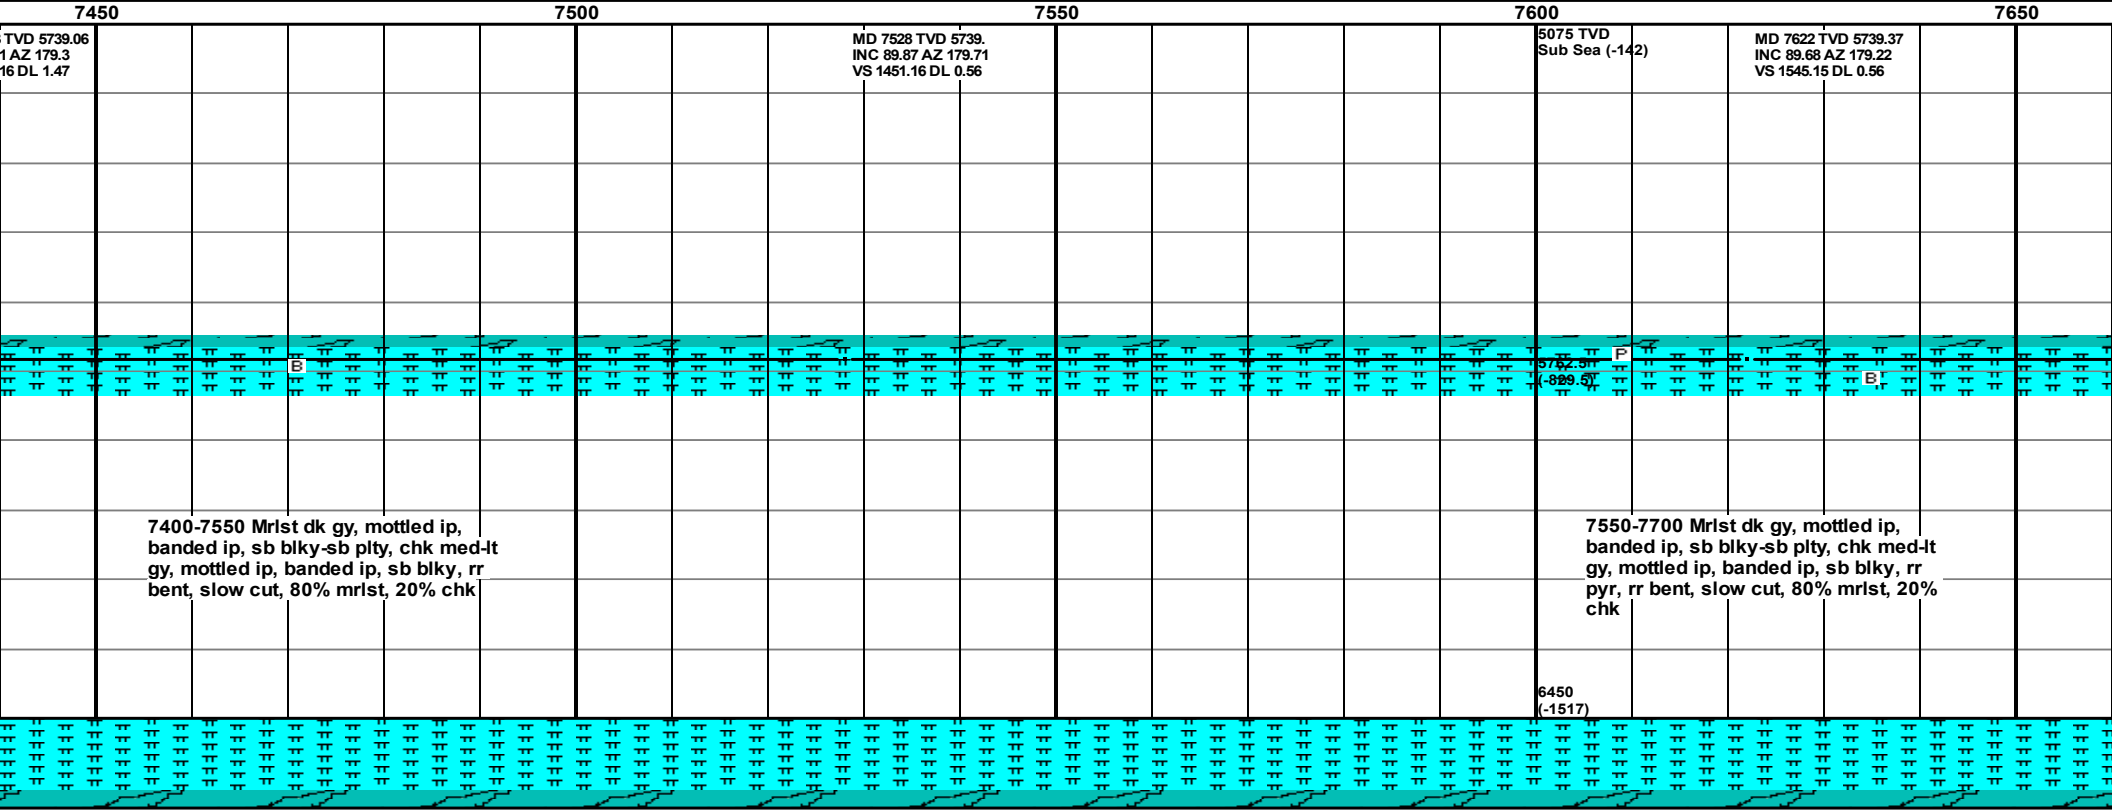 7450 7500 7550 7600 7650
TVD 5739.06
1 AZ 179.3
16 DL 1.47
MD 7528 TVD 5739.
INC 89.87 AZ 179.71
VS 1451.16 DL 0.56
5075 TVD
Sub Sea (-142)
MD 7622 TVD 5739.37
INC 89.68 AZ 179.22
VS 1545.15 DL 0.56
P
B
5762.5
(-829.5)
B
7400-7550 Mrlst dk gy, mottled ip,
banded ip, sb blky-sb plty, chk med-lt
gy, mottled ip, banded ip, sb blky, rr
bent, slow cut, 80% mrlst, 20% chk
7550-7700 Mrlst dk gy, mottled ip,
banded ip, sb blky-sb plty, chk med-lt
gy, mottled ip, banded ip, sb blky, rr
pyr, rr bent, slow cut, 80% mrlst, 20%
chk
6450
(-1517)